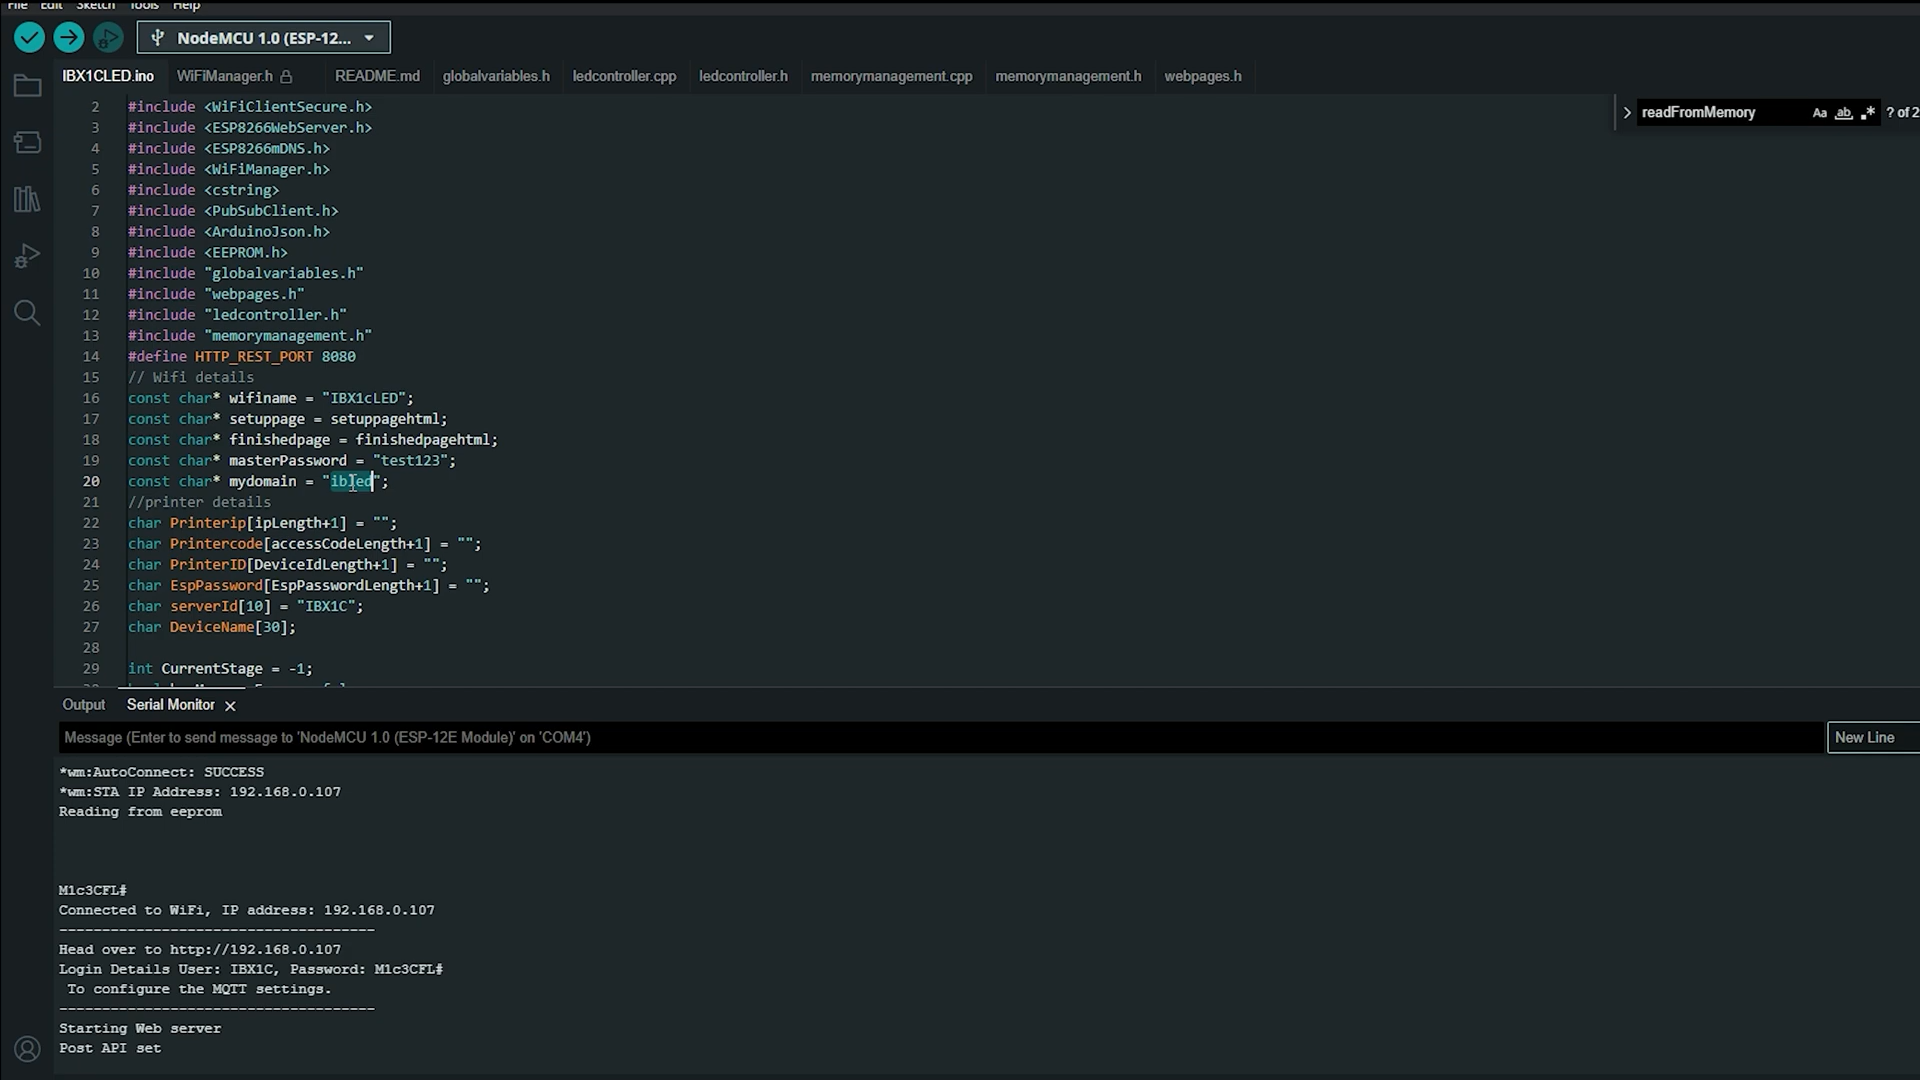 File Edit Sketch Tools Help
NodeMCU 1.0 (ESP-12...
IBX1CLED.ino WiFiManager.h README.md globalvariables.h ledcontroller.cpp ledcontroller.h memorymanagement.cpp memorymanagement.h webpages.h
readFromMemory Aa ab .* ? of 2
2 #include <WiFiClientSecure.h>
3 #include <ESP8266WebServer.h>
4 #include <ESP8266mDNS.h>
5 #include <WiFiManager.h>
6 #include <cstring>
7 #include <PubSubClient.h>
8 #include <ArduinoJson.h>
9 #include <EEPROM.h>
10 #include "globalvariables.h"
11 #include "webpages.h"
12 #include "ledcontroller.h"
13 #include "memorymanagement.h"
14 #define HTTP_REST_PORT 8080
15 // Wifi details
16 const char* wifiname = "IBX1cLED";
17 const char* setuppage = setuppagehtml;
18 const char* finishedpage = finishedpagehtml;
19 const char* masterPassword = "test123";
20 const char* mydomain = "ibled";
21 //printer details
22 char Printerip[ipLength+1] = "";
23 char Printercode[accessCodeLength+1] = "";
24 char PrinterID[DeviceIdLength+1] = "";
25 char EspPassword[EspPasswordLength+1] = "";
26 char serverId[10] = "IBX1C";
27 char DeviceName[30];
28
29 int CurrentStage = -1;
Output Serial Monitor
Message (Enter to send message to 'NodeMCU 1.0 (ESP-12E Module)' on 'COM4')
New Line
*wm:AutoConnect: SUCCESS
*wm:STA IP Address: 192.168.0.107
Reading from eeprom
M1c3CFL#
Connected to WiFi, IP address: 192.168.0.107
-------------------------------------
Head over to http://192.168.0.107
Login Details User: IBX1C, Password: M1c3CFL#
To configure the MQTT settings.
-------------------------------------
Starting Web server
Post API set